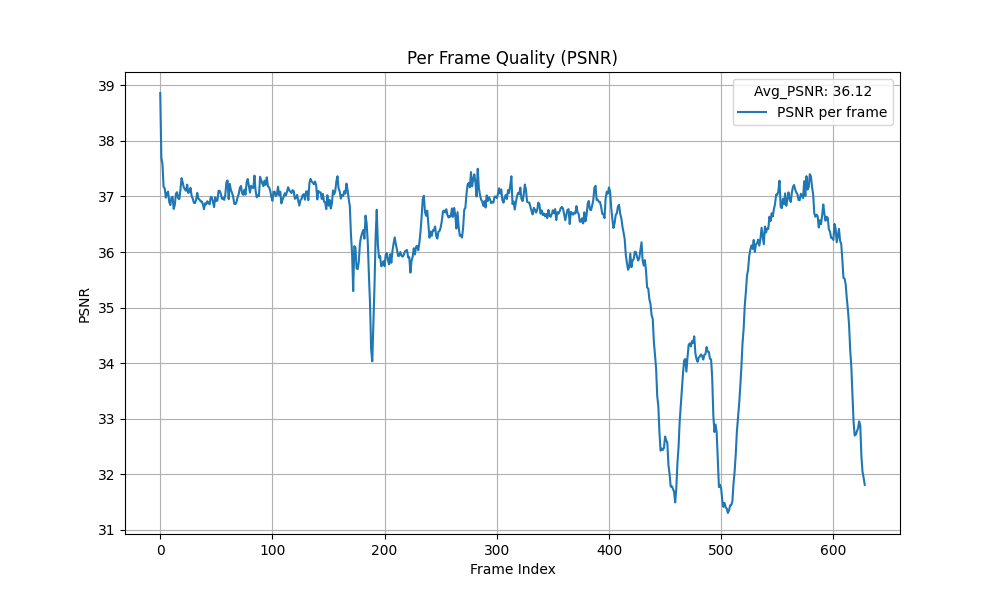 Per Frame Quality (PSNR)
Avg_PSNR: 36.12
PSNR per frame
PSNR
39
38
37
36
35
34
33
32
31
0 100 200 300 400 500 600
Frame Index